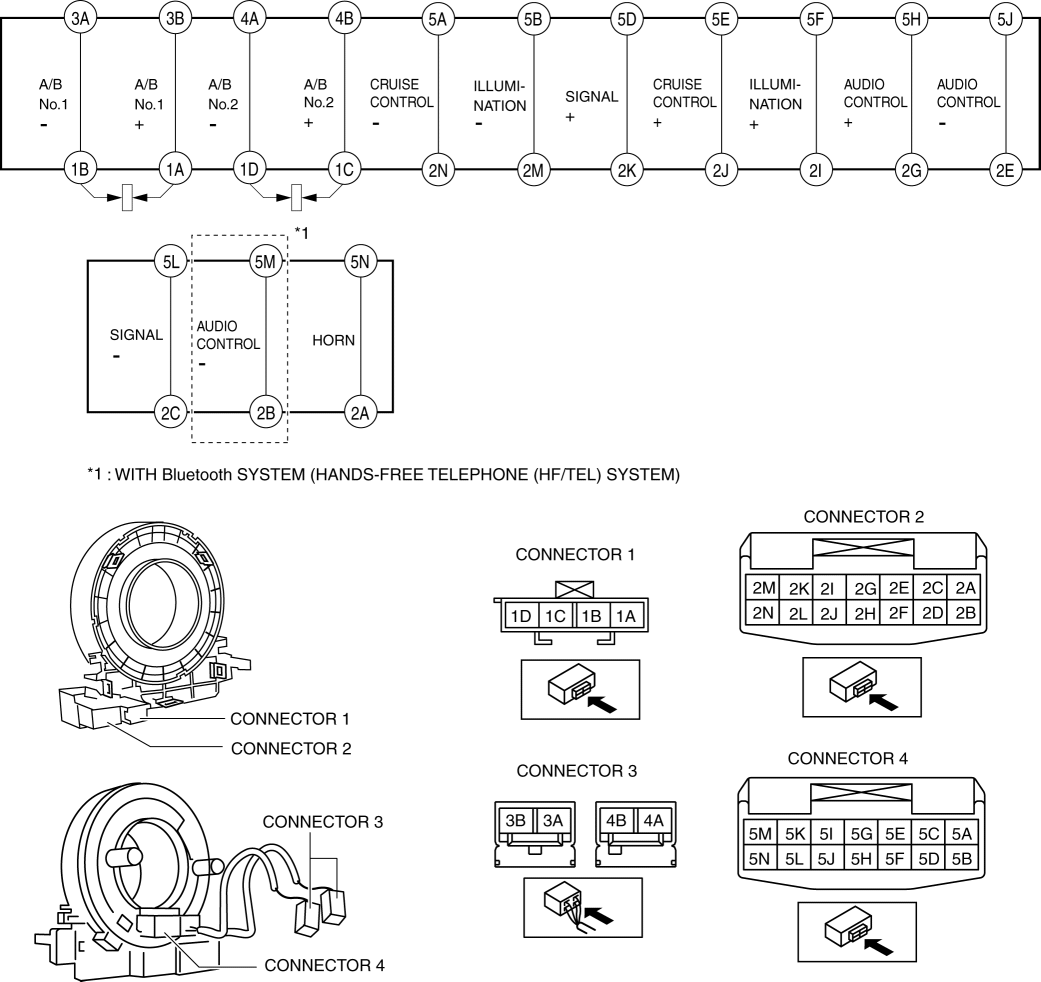 3A 3B 4A 4B 5A 5B 5D 5E 5F 5H 5J
A/B No.1 -
A/B No.1 +
A/B No.2 -
A/B No.2 +
CRUISE CONTROL -
ILLUMI-NATION -
SIGNAL +
CRUISE CONTROL +
ILLUMI-NATION +
AUDIO CONTROL +
AUDIO CONTROL -
1B 1A 1D 1C 2N 2M 2K 2J 2I 2G 2E
*1
5L 5M 5N
SIGNAL -
AUDIO CONTROL -
HORN
2C 2B 2A
*1 : WITH Bluetooth SYSTEM (HANDS-FREE TELEPHONE (HF/TEL) SYSTEM)
CONNECTOR 1
CONNECTOR 2
CONNECTOR 1
1D 1C 1B 1A
CONNECTOR 2
2M 2K 2I 2G 2E 2C 2A
2N 2L 2J 2H 2F 2D 2B
CONNECTOR 3
CONNECTOR 4
CONNECTOR 3
3B 3A 4B 4A
CONNECTOR 4
5M 5K 5I 5G 5E 5C 5A
5N 5L 5J 5H 5F 5D 5B